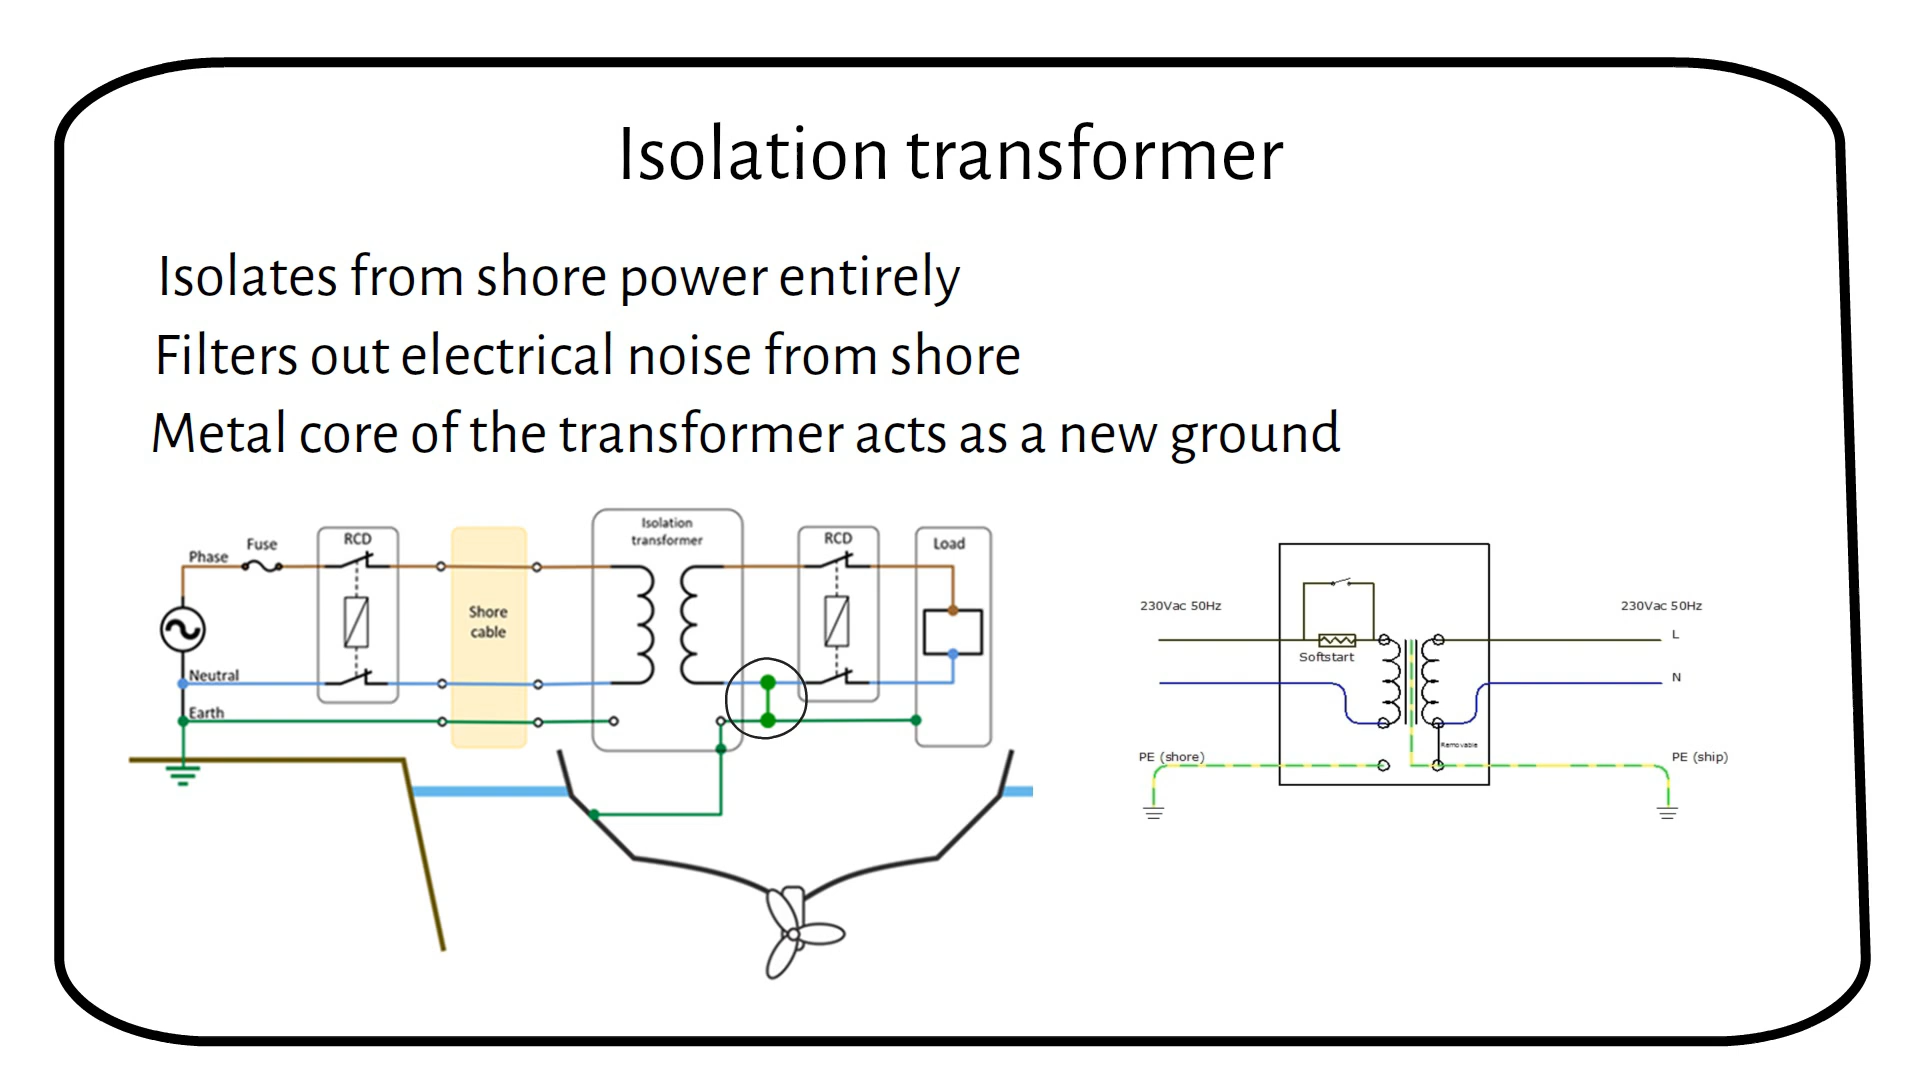 Isolation transformer
Isolates from shore power entirely
Filters out electrical noise from shore
Metal core of the transformer acts as a new ground
Phase
Fuse
RCD
Shore
cable
Isolation
transformer
RCD
Load
Neutral
Earth
230Vac 50Hz
230Vac 50Hz
L
Softstart
N
Removable
PE (shore)
PE (ship)